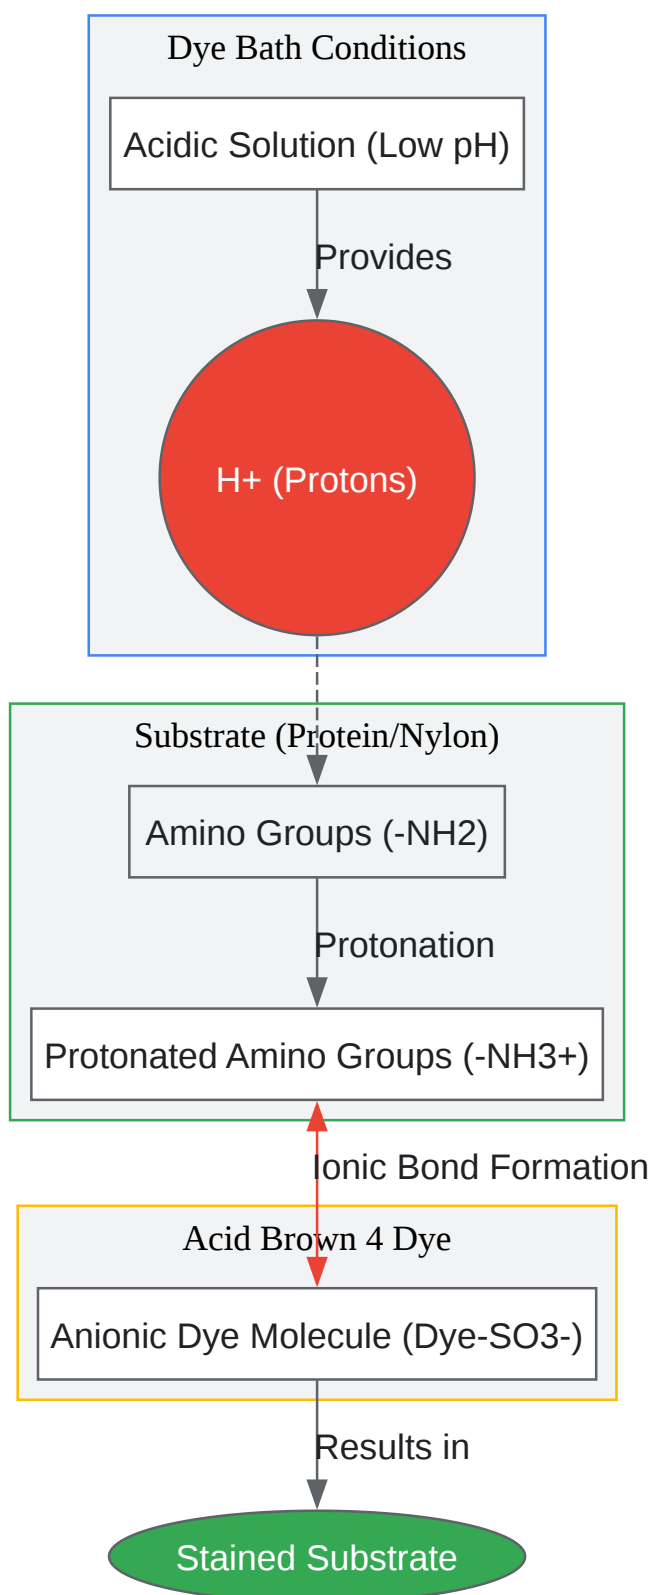 Dye Bath Conditions
Acidic Solution (Low pH)
Provides
H+ (Protons)
Substrate (Protein/Nylon)
Amino Groups (-NH2)
Protonation
Protonated Amino Groups (-NH3+)
Ionic Bond Formation
Acid Brown 4 Dye
Anionic Dye Molecule (Dye-SO3-)
Results in
Stained Substrate